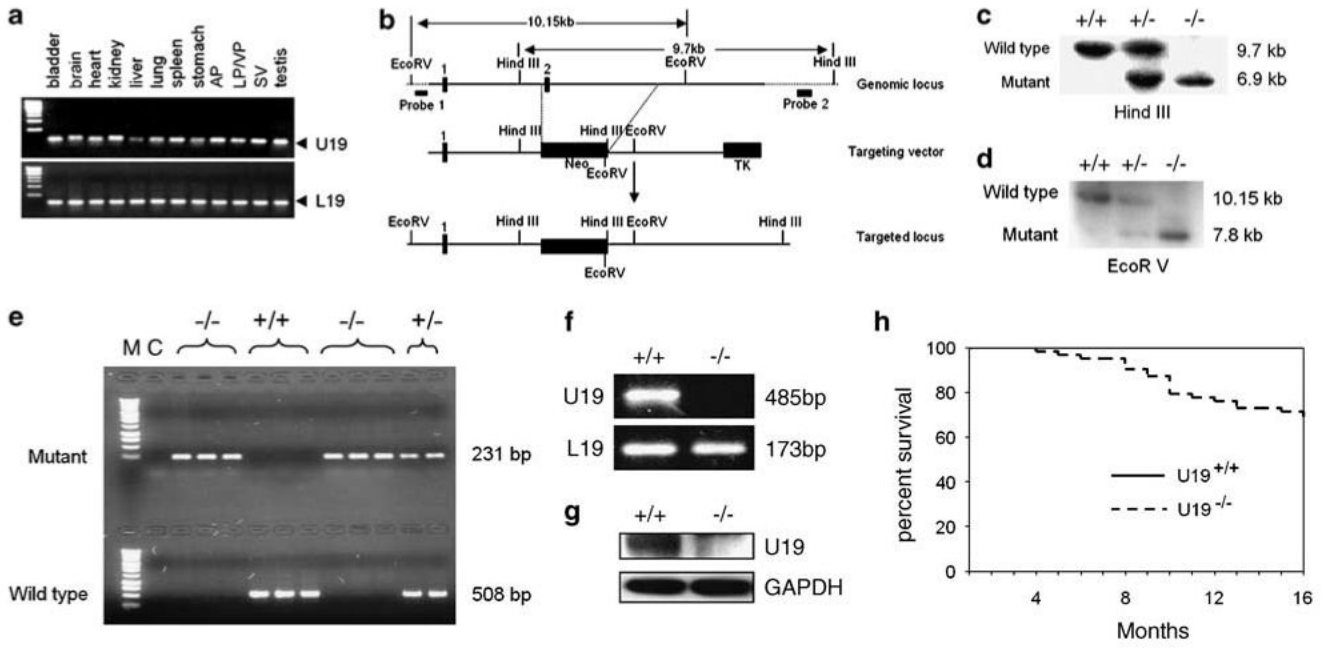 a
bladder
brain
heart
kidney
liver
lung
spleen
stomach
AP
LP/VP
SV
testis
U19
L19
b
10.15kb
9.7kb
EcoRV
1
Hind III
2
EcoRV
Hind III
Genomic locus
Probe 1
Probe 2
1
Hind III
Hind III EcoRV
Targeting vector
Neo
EcoRV
TK
EcoRV
1
Hind III
Hind III EcoRV
Hind III
Targeted locus
EcoRV
c
+/+ +/- -/-
Wild type 9.7 kb
Mutant 6.9 kb
Hind III
d
+/+ +/- -/-
Wild type 10.15 kb
Mutant 7.8 kb
EcoR V
e
-/- +/+ -/- +/-
M C
Mutant 231 bp
Wild type 508 bp
f
+/+ -/-
U19 485bp
L19 173bp
g
+/+ -/-
U19
GAPDH
h
100
80
60
40
20
0
percent survival
U19 +/+
U19 -/-
4 8 12 16
Months